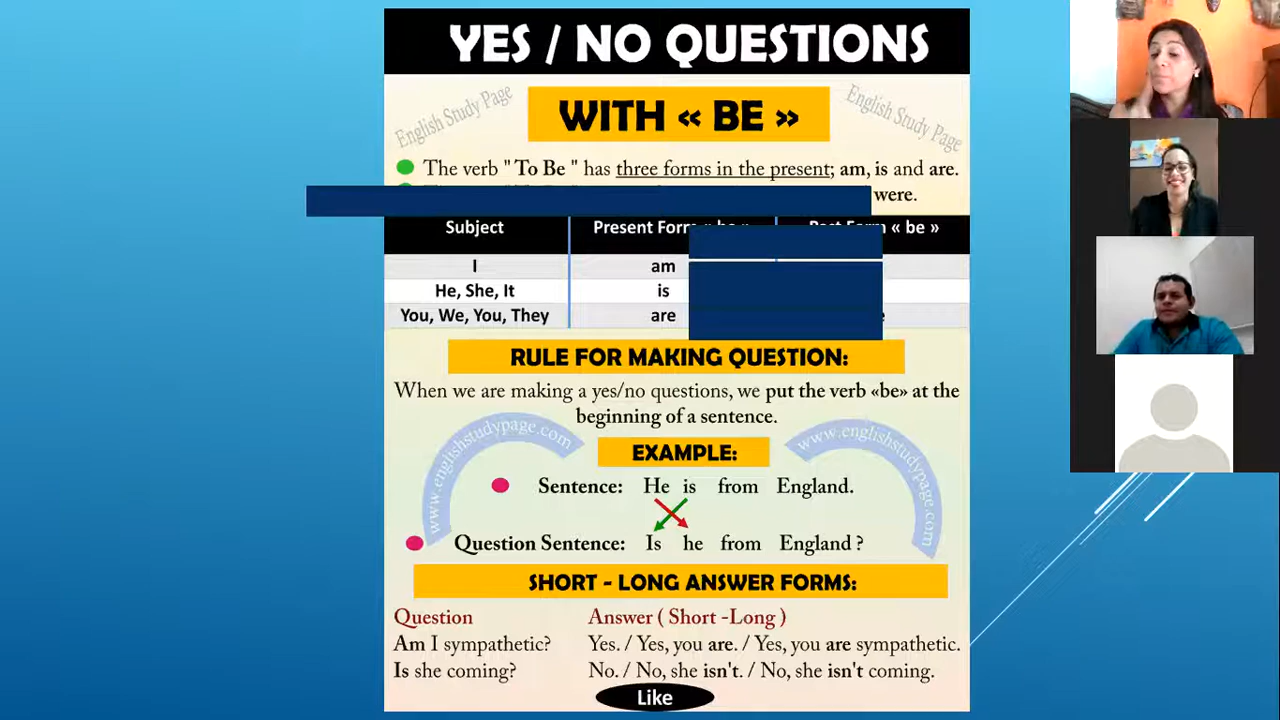 YES / NO QUESTIONS
English Study Page
WITH « BE »
English Study Page
The verb " To Be " has three forms in the present; am, is and are.
were.
Subject Present Form « be » Past Form « be »
I am
He, She, It is
You, We, You, They are
RULE FOR MAKING QUESTION:
When we are making a yes/no questions, we put the verb «be» at the
beginning of a sentence.
www.englishstudypage.com
www.englishstudypage.com
EXAMPLE:
Sentence: He is from England.
Question Sentence: Is he from England ?
SHORT - LONG ANSWER FORMS:
Question Answer ( Short -Long )
Am I sympathetic? Yes. / Yes, you are. / Yes, you are sympathetic.
Is she coming? No. / No, she isn't. / No, she isn't coming.
Like